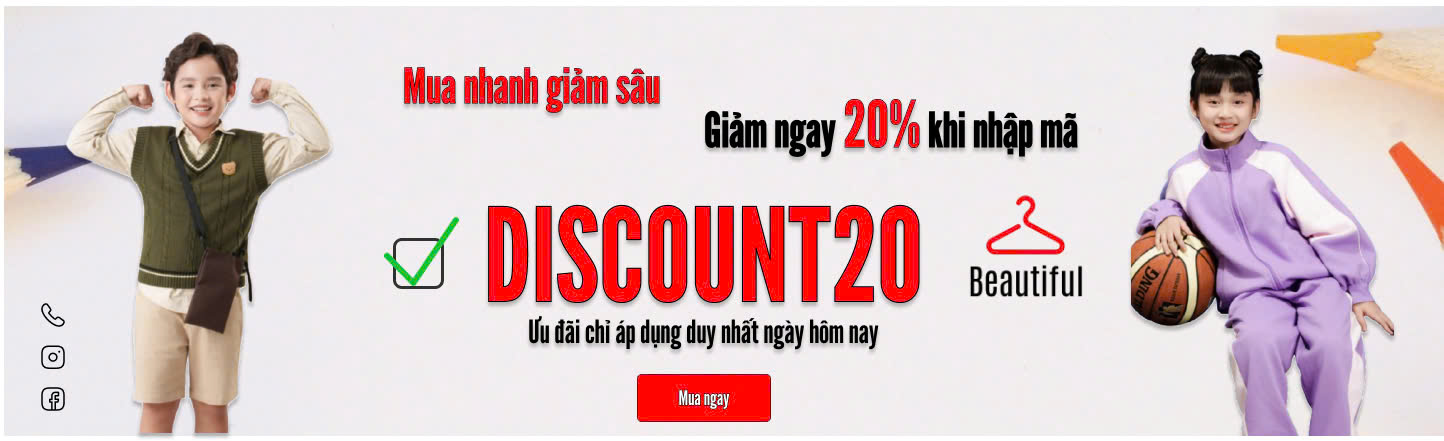 Mua nhanh giảm sâu
Giảm ngay 20% khi nhập mã
DISCOUNT20
Beautiful
Ưu đãi chỉ áp dụng duy nhất ngày hôm nay
Mua ngay